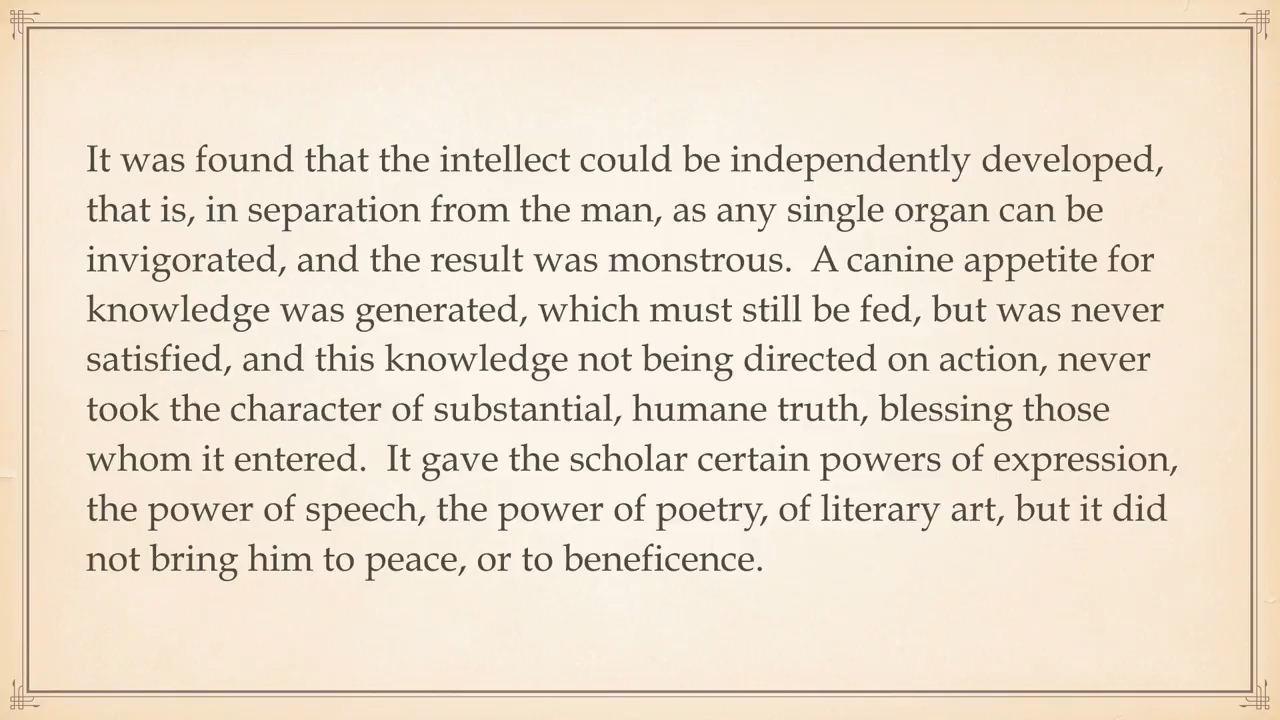 It was found that the intellect could be independently developed,
that is, in separation from the man, as any single organ can be
invigorated, and the result was monstrous.  A canine appetite for
knowledge was generated, which must still be fed, but was never
satisfied, and this knowledge not being directed on action, never
took the character of substantial, humane truth, blessing those
whom it entered.  It gave the scholar certain powers of expression,
the power of speech, the power of poetry, of literary art, but it did
not bring him to peace, or to beneficence.